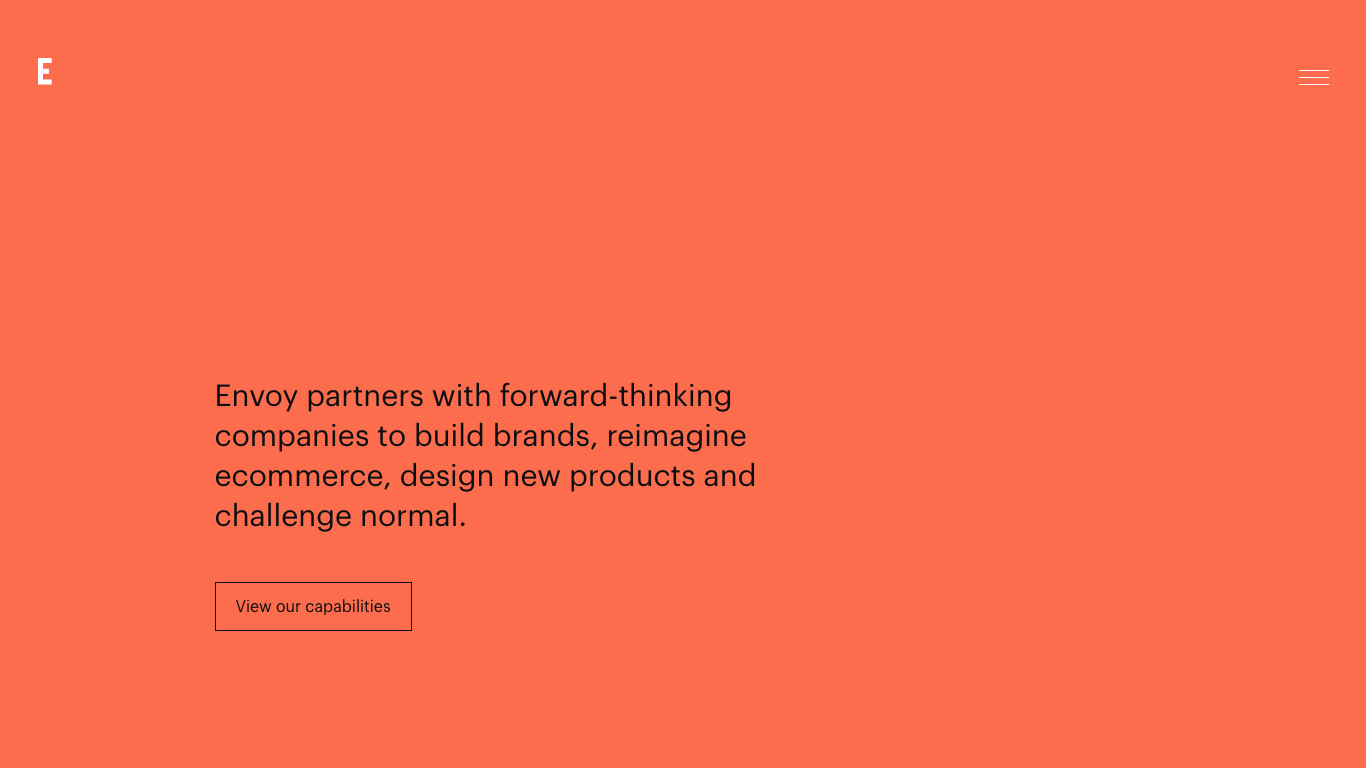 E
Envoy partners with forward-thinking
companies to build brands, reimagine
ecommerce, design new products and
challenge normal.
View our capabilities